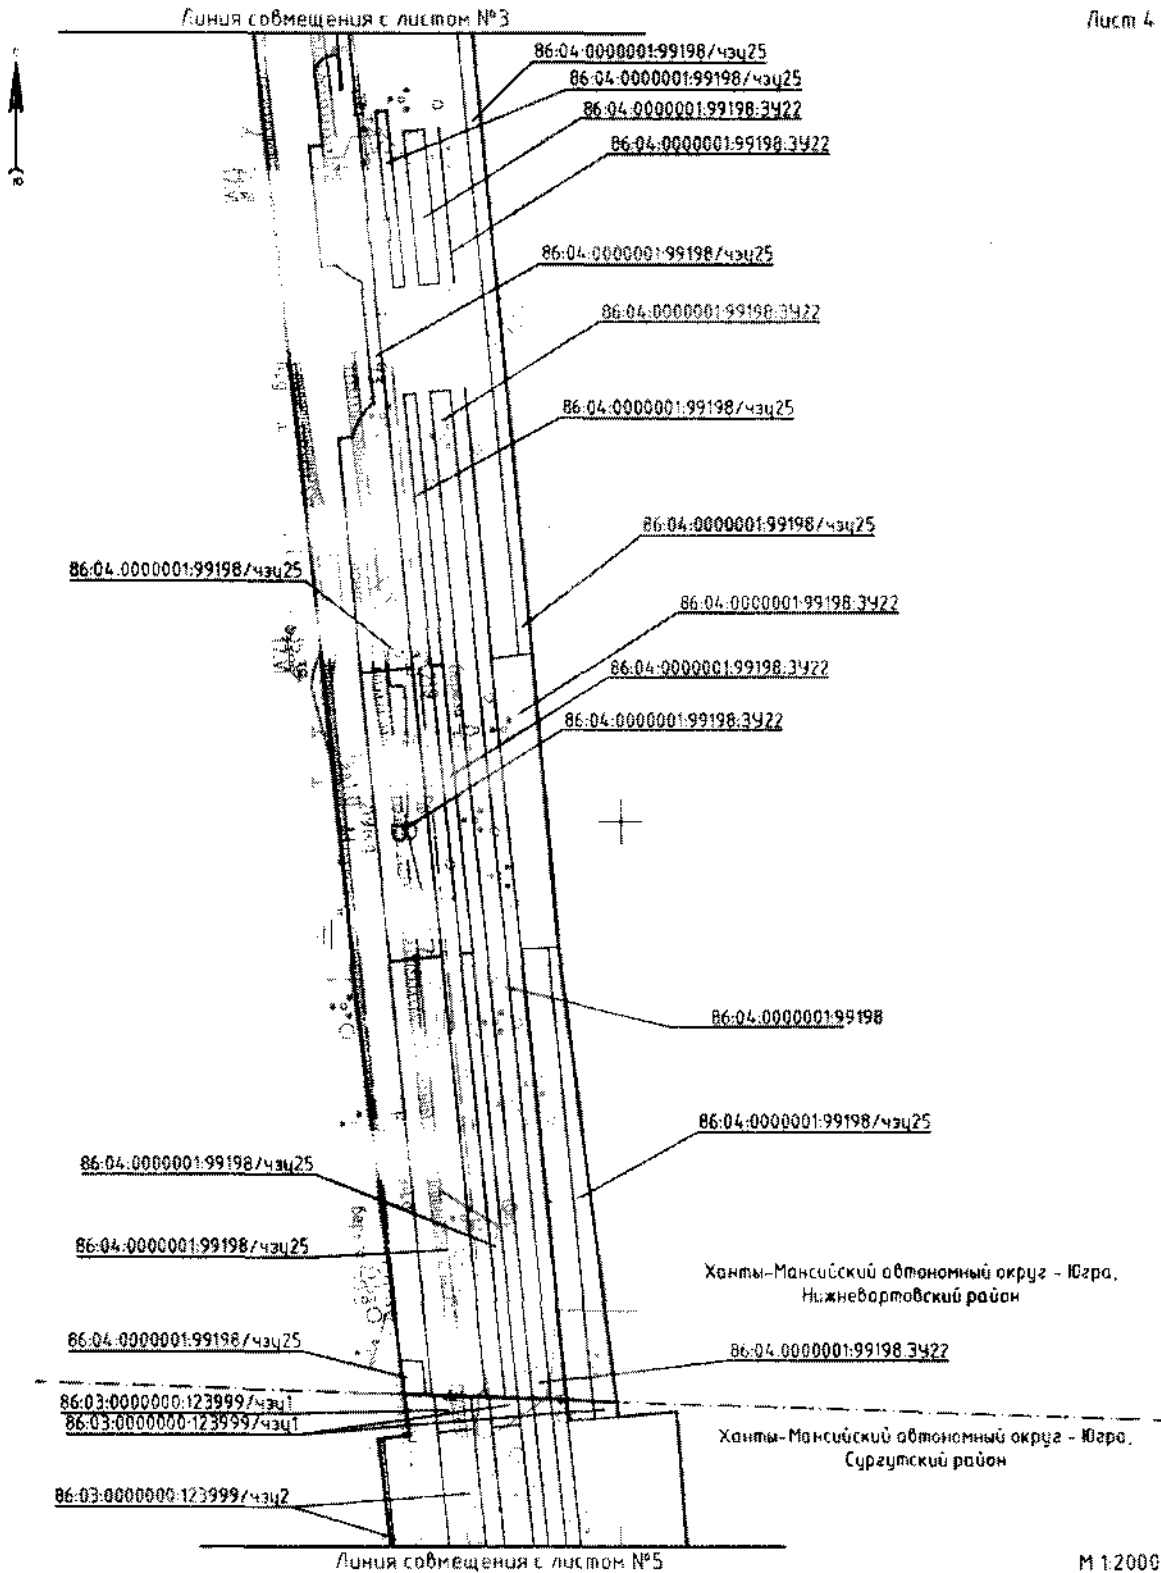 Линия совмещения с листом №3
Лист 4
86:04:0000001:99198/чзу25
86:04:0000001:99198/чзу25
86:04:0000001:99198:ЗУ22
86:04:0000001:99198:ЗУ22
86:04:0000001:99198/чзу25
86:04:0000001:99198:ЗУ22
86:04:0000001:99198/чзу25
86:04:0000001:99198/чзу25
86:04:0000001:99198/чзу25
86:04:0000001:99198:ЗУ22
86:04:0000001:99198:ЗУ22
86:04:0000001:99198:ЗУ22
86:04:0000001:99198
86:04:0000001:99198/чзу25
86:04:0000001:99198/чзу25
86:04:0000001:99198/чзу25
Ханты-Мансийский автономный округ - Югра,
Нижневартовский район
86:04:0000001:99198/чзу25
86:04:0000001:99198:ЗУ22
86:03:0000000:123999/чзу1
86:03:0000000:123999/чзу1
Ханты-Мансийский автономный округ - Югра,
Сургутский район
86:03:0000000:123999/чзу2
Линия совмещения с листом №5
М 1:2000